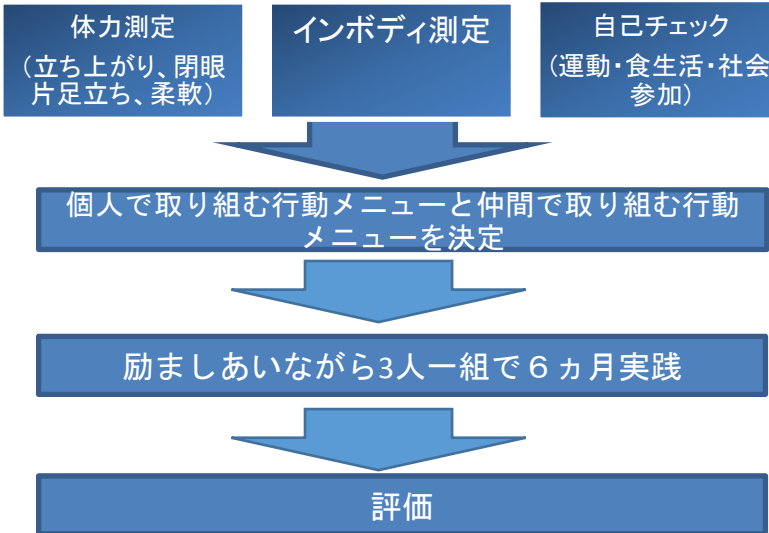 体力測定
（立ち上がり、閉眼
片足立ち、柔軟）
インボディ測定
自己チェック
（運動・食生活・社会
参加）
個人で取り組む行動メニューと仲間で取り組む行動
メニューを決定
励ましあいながら3人一組で６ヵ月実践
評価